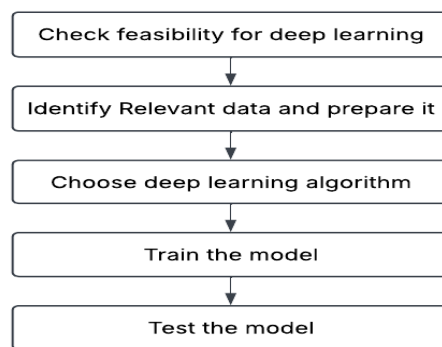 Check feasibility for deep learning
Identify Relevant data and prepare it
Choose deep learning algorithm
Train the model
Test the model